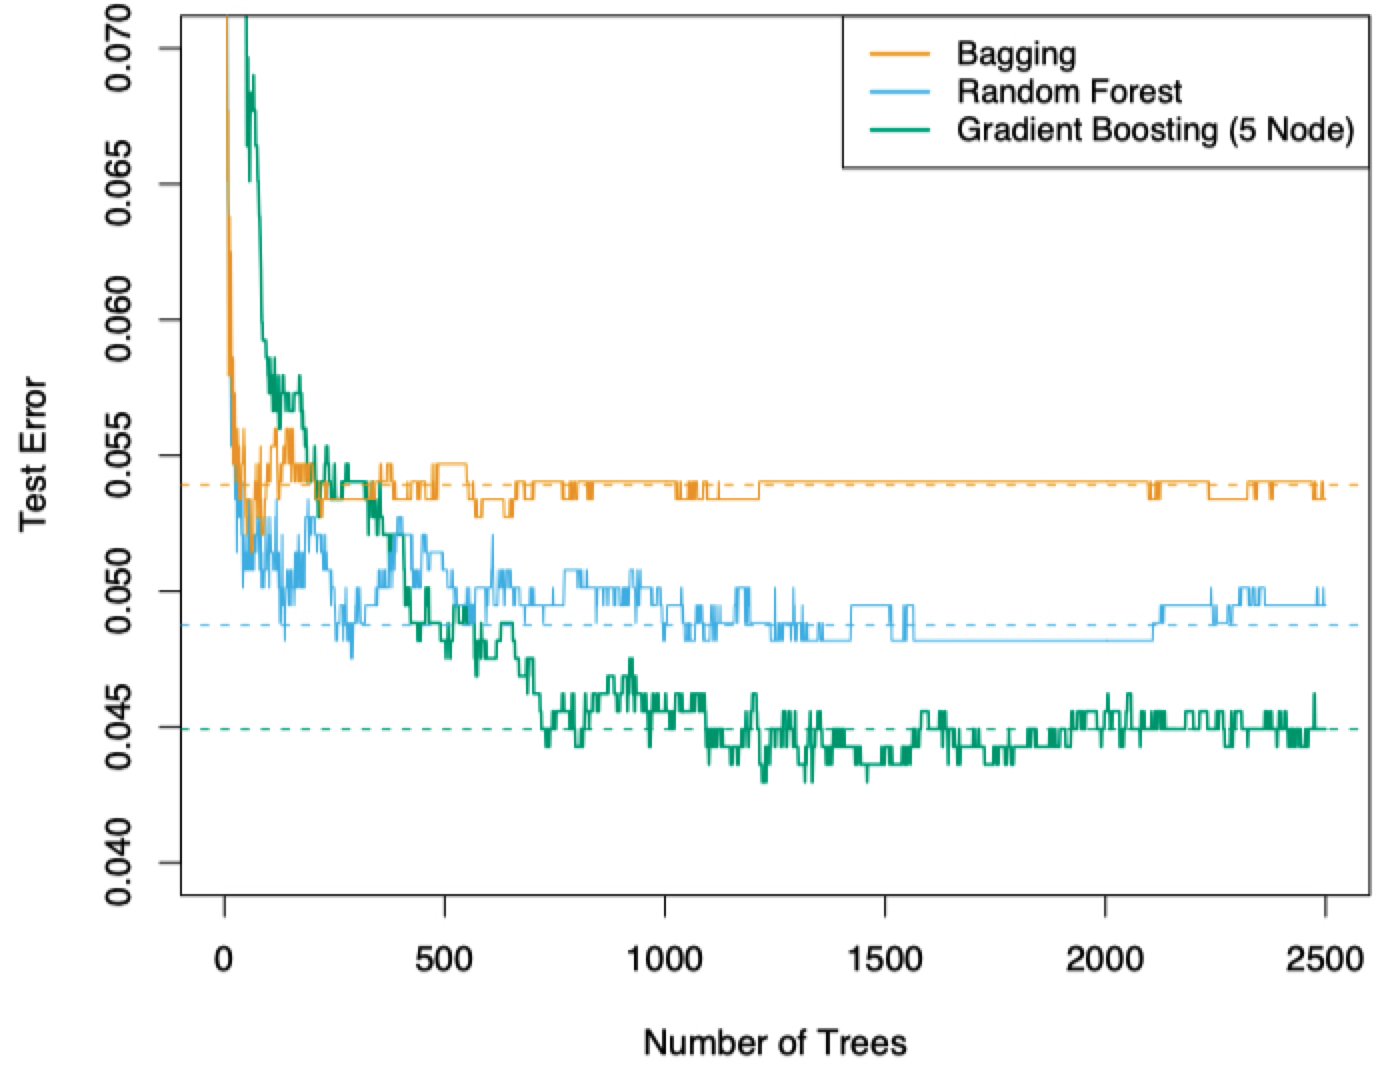 Bagging
Random Forest
Gradient Boosting (5 Node)
Test Error
0.070
0.065
0.060
0.055
0.050
0.045
0.040
0 500 1000 1500 2000 2500
Number of Trees